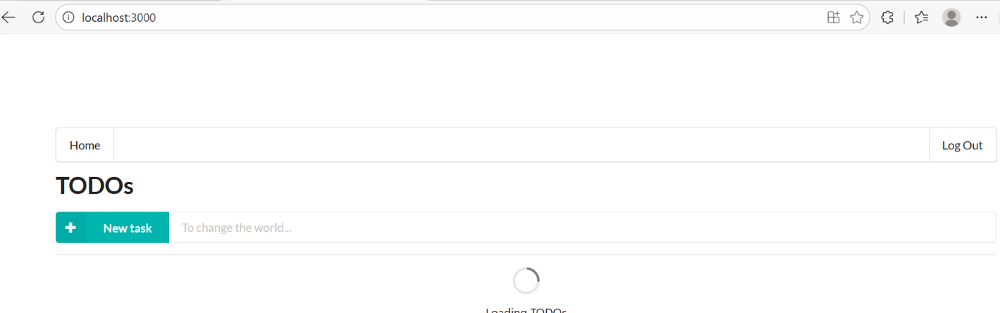 localhost:3000
Home
Log Out
TODOs
New task
To change the world...
Loading TODOs